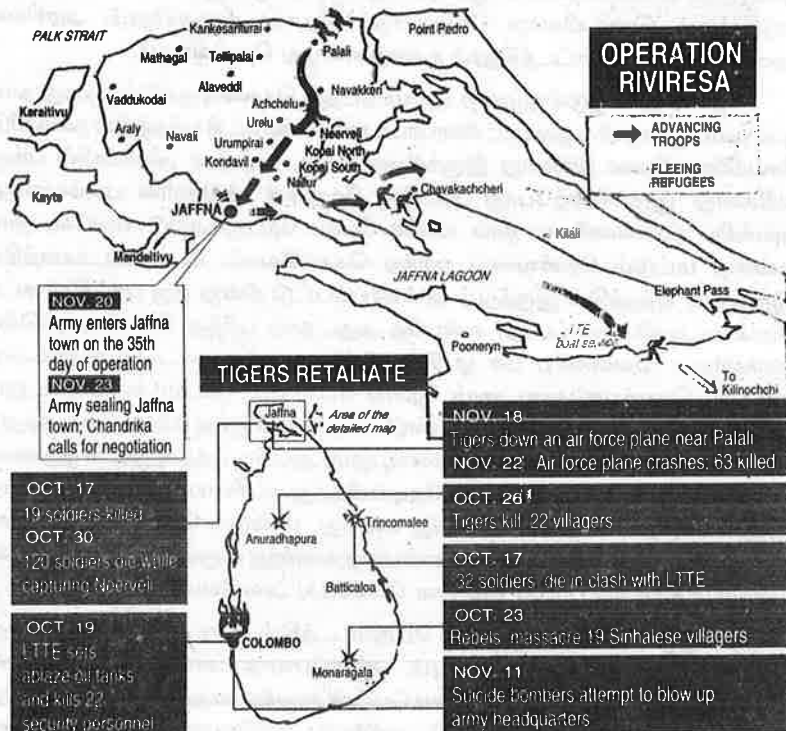 PALK STRAIT
Kankesanturai
Point Pedro
Palali
Mathagal
Tellipalai
Alaveddi
Vaddukodai
Navakkeri
Achchelu
Karaitivu
Araly
Navali
Urelu
Neerveli
Urumpirai
Kopai North
Kondavil
Kopai South
Kayts
Nallur
Chavakachcheri
JAFFNA
Mandeitivu
Kilali
JAFFNA LAGOON
Elephant Pass
LTTE
boat
Pooneryn
To
Kilinochchi
OPERATION
RIVIRESA
ADVANCING
TROOPS
FLEEING
REFUGEES
NOV. 20
Army enters Jaffna
town on the 35th
day of operation
NOV. 23
Army sealing Jaffna
town; Chandrika
calls for negotiation
TIGERS RETALIATE
Jaffna
Area of the
detailed map
Anuradhapura
Trincomalee
Batticaloa
COLOMBO
Monaragala
OCT. 17
19 soldiers killed
OCT. 30
120 soldiers die while
capturing Neerveli
OCT. 19
LTTE sets
ablaze oil tanks
and kills 22
security personnel
NOV. 18
Tigers down an air force plane near Palali
NOV. 22 Air force plane crashes; 63 killed
OCT. 26
Tigers kill 22 villagers
OCT. 17
32 soldiers die in clash with LTTE
OCT. 23
Rebels massacre 19 Sinhalese villagers
NOV. 11
Suicide bombers attempt to blow up
army headquarters